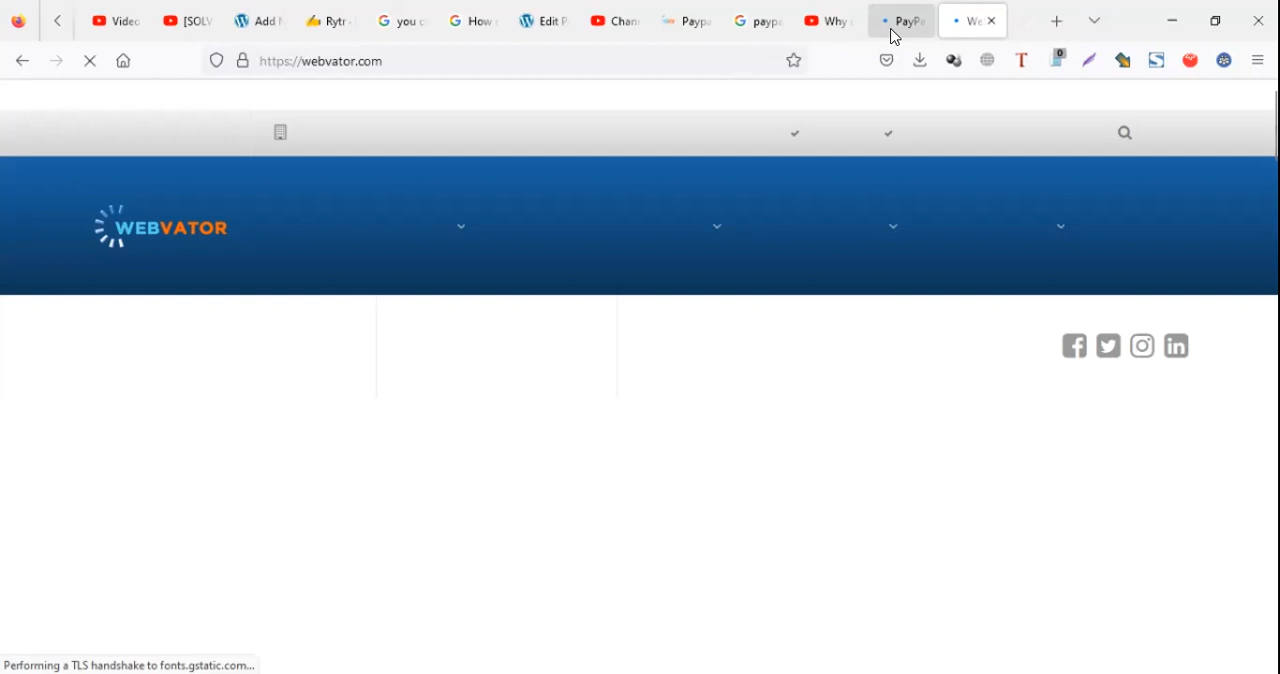 Video [SOLV Add N Rytr you c How Edit P Chan Paypa paypa Why PayPa We
https://webvator.com T 0 S
WEBVATOR
Performing a TLS handshake to fonts.gstatic.com...